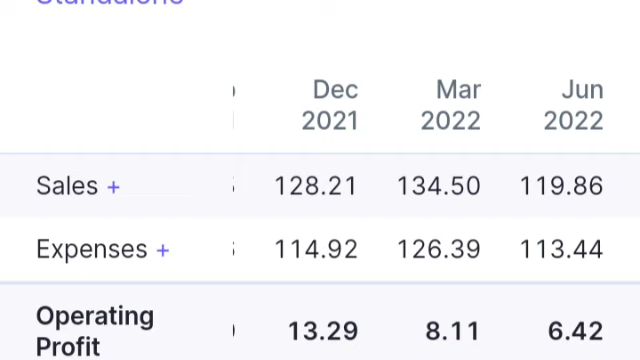 Standalone
Dec Mar Jun
2021 2022 2022
Sales + 128.21 134.50 119.86
Expenses + 114.92 126.39 113.44
Operating
Profit 13.29 8.11 6.42